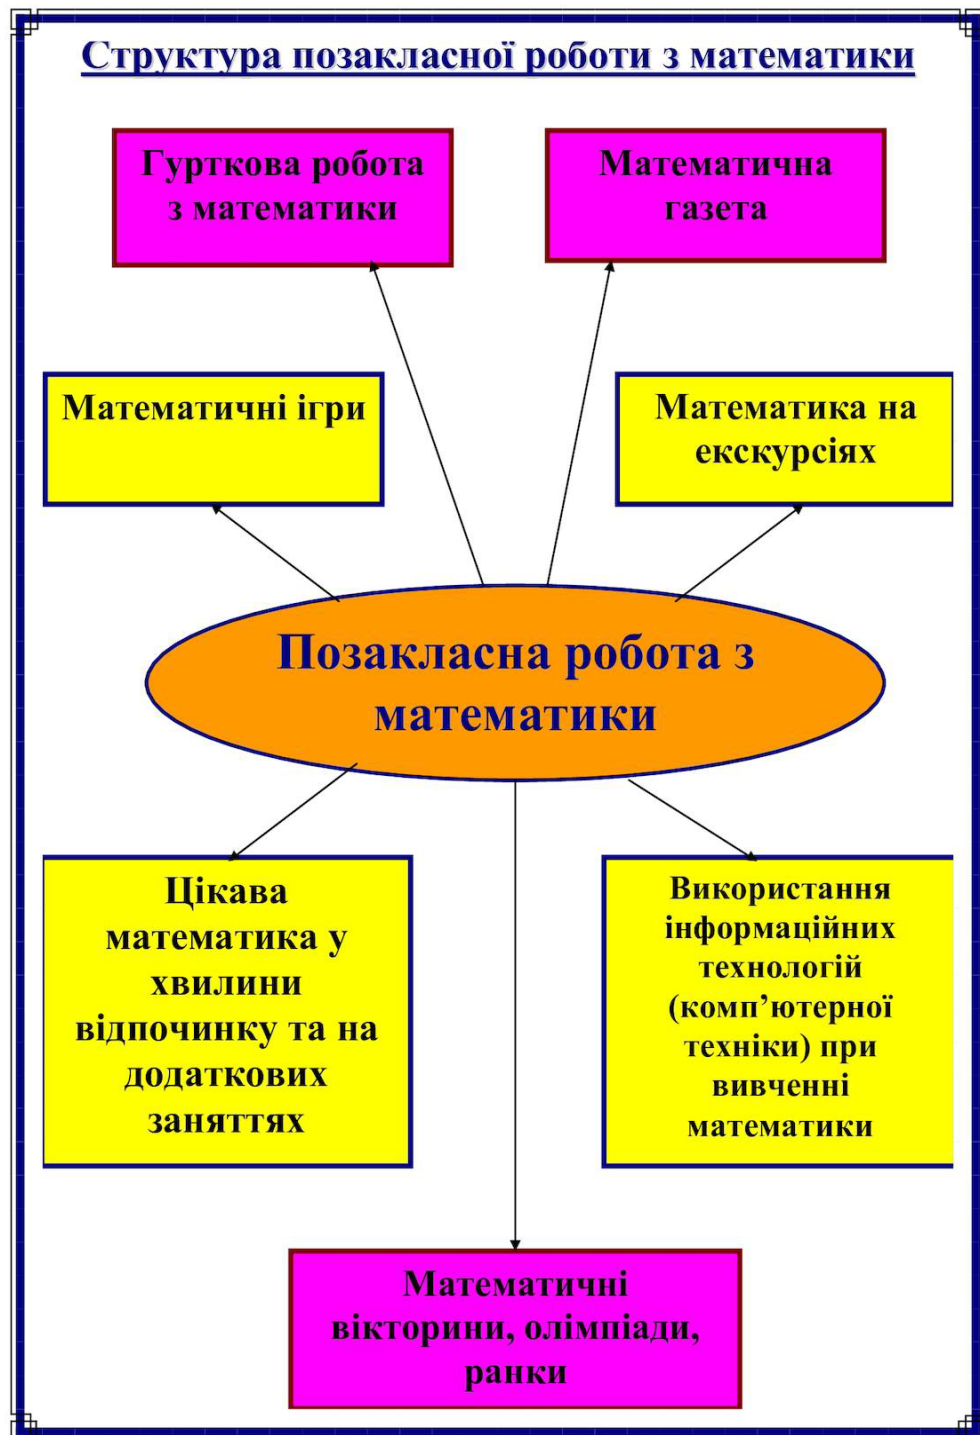 Структура позакласної роботи з математики
Гурткова робота
з математики
Математична
газета
Математичні ігри
Математика на
екскурсіях
Позакласна робота з
математики
Цікава
математика у
хвилини
відпочинку та на
додаткових
заняттях
Використання
інформаційних
технологій
(комп’ютерної
техніки) при
вивченні
математики
Математичні
вікторини, олімпіади,
ранки